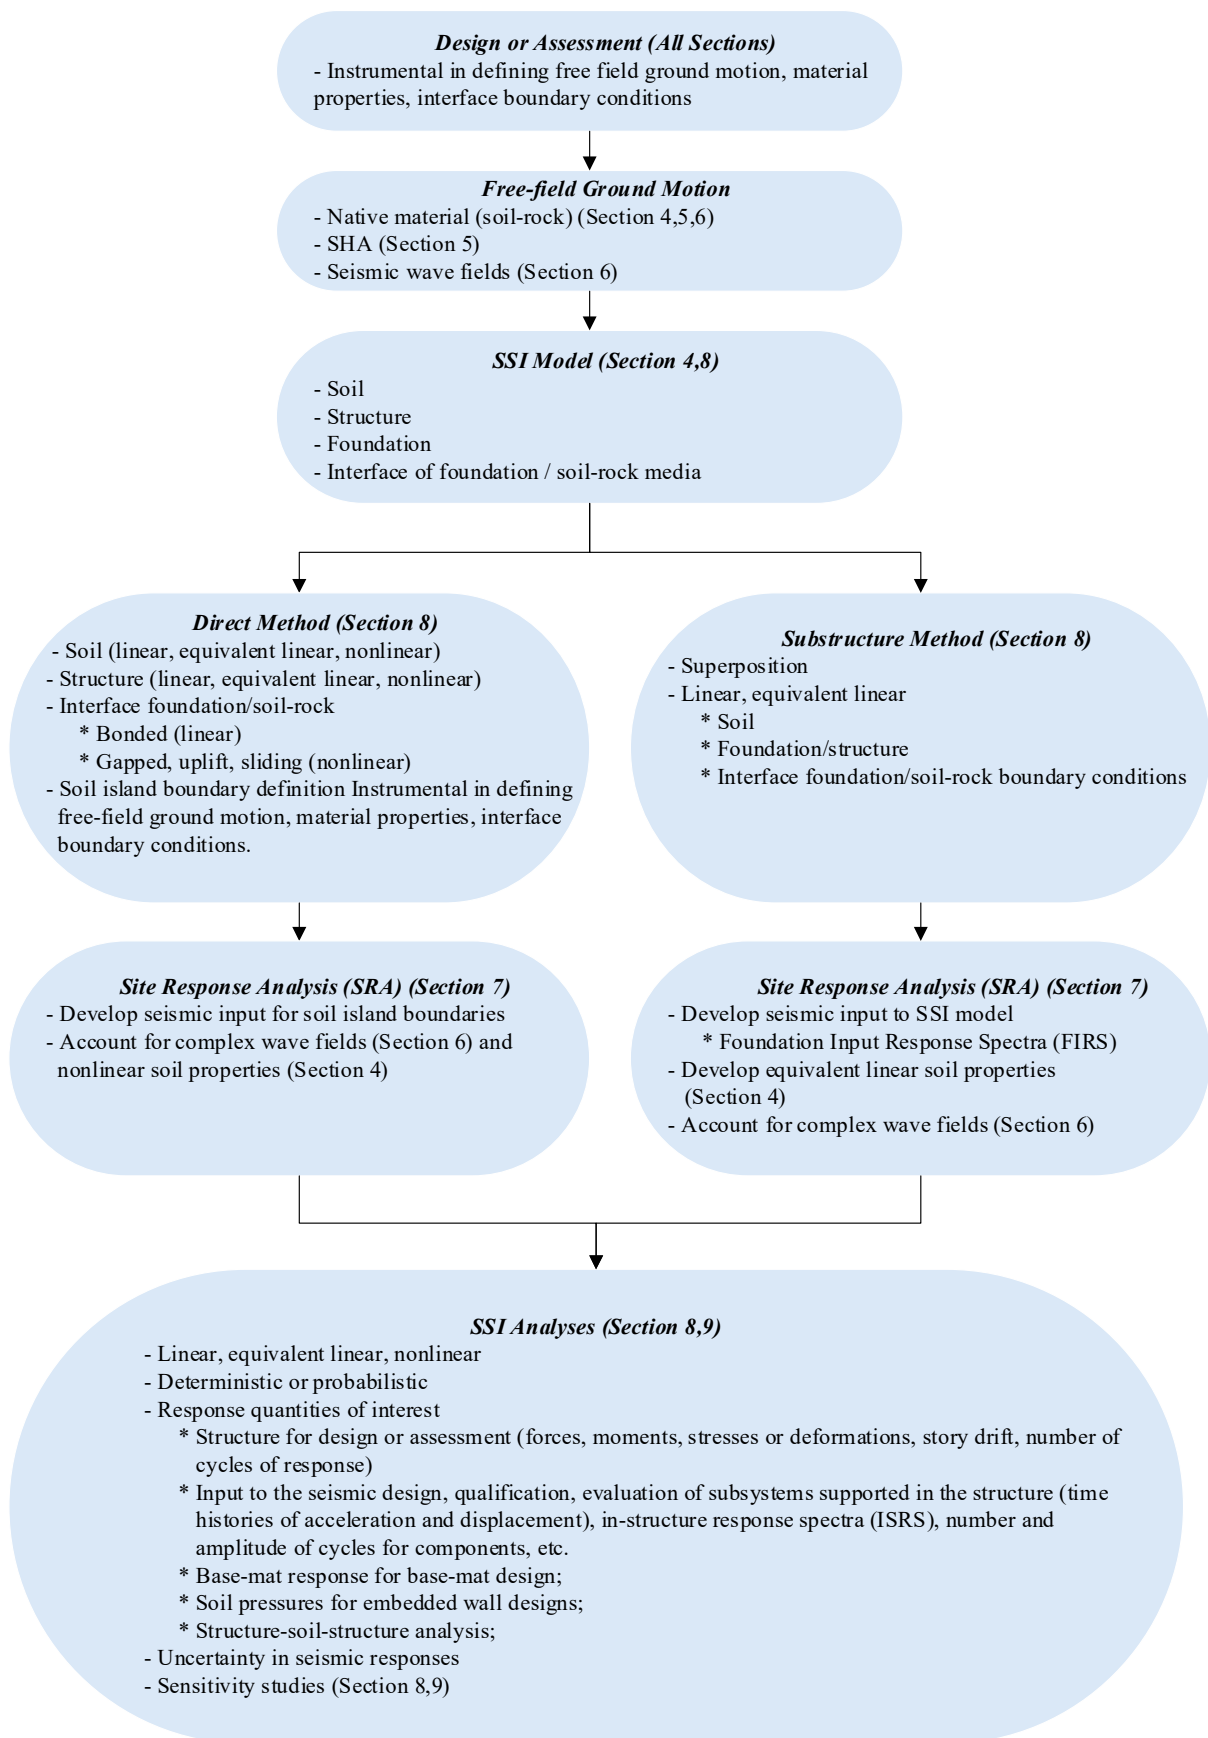 Design or Assessment (All Sections)
- Instrumental in defining free field ground motion, material
properties, interface boundary conditions
Free-field Ground Motion
- Native material (soil-rock) (Section 4,5,6)
- SHA (Section 5)
- Seismic wave fields (Section 6)
SSI Model (Section 4,8)
- Soil
- Structure
- Foundation
- Interface of foundation / soil-rock media
Direct Method (Section 8)
- Soil (linear, equivalent linear, nonlinear)
- Structure (linear, equivalent linear, nonlinear)
- Interface foundation/soil-rock
* Bonded (linear)
* Gapped, uplift, sliding (nonlinear)
- Soil island boundary definition Instrumental in defining
free-field ground motion, material properties, interface
boundary conditions.
Substructure Method (Section 8)
- Superposition
- Linear, equivalent linear
* Soil
* Foundation/structure
* Interface foundation/soil-rock boundary conditions
Site Response Analysis (SRA) (Section 7)
- Develop seismic input for soil island boundaries
- Account for complex wave fields (Section 6) and
nonlinear soil properties (Section 4)
Site Response Analysis (SRA) (Section 7)
- Develop seismic input to SSI model
* Foundation Input Response Spectra (FIRS)
- Develop equivalent linear soil properties
(Section 4)
- Account for complex wave fields (Section 6)
SSI Analyses (Section 8,9)
- Linear, equivalent linear, nonlinear
- Deterministic or probabilistic
- Response quantities of interest
* Structure for design or assessment (forces, moments, stresses or deformations, story drift, number of
cycles of response)
* Input to the seismic design, qualification, evaluation of subsystems supported in the structure (time
histories of acceleration and displacement), in-structure response spectra (ISRS), number and
amplitude of cycles for components, etc.
* Base-mat response for base-mat design;
* Soil pressures for embedded wall designs;
* Structure-soil-structure analysis;
- Uncertainty in seismic responses
- Sensitivity studies (Section 8,9)